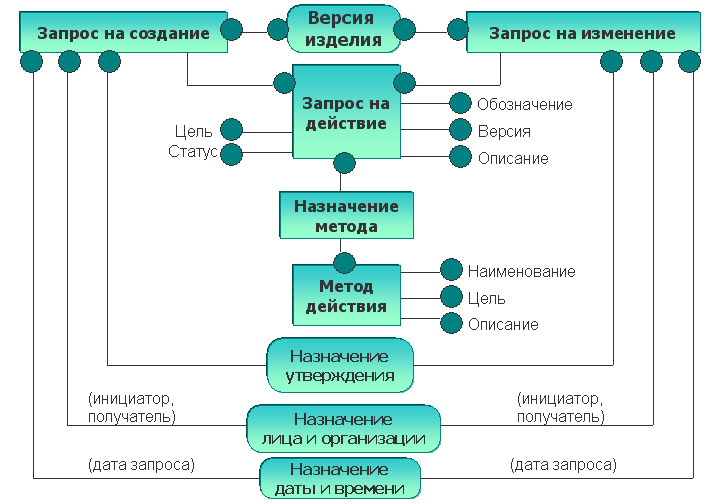 Версия
изделия
Запрос на создание
Запрос на изменение
Запрос на
действие
Обозначение
Цель
Версия
Статус
Описание
Назначение
метода
Метод
действия
Наименование
Цель
Описание
Назначение
утверждения
(инициатор,
получатель)
(инициатор,
получатель)
Назначение
лица и организации
(дата запроса)
(дата запроса)
Назначение
даты и времени